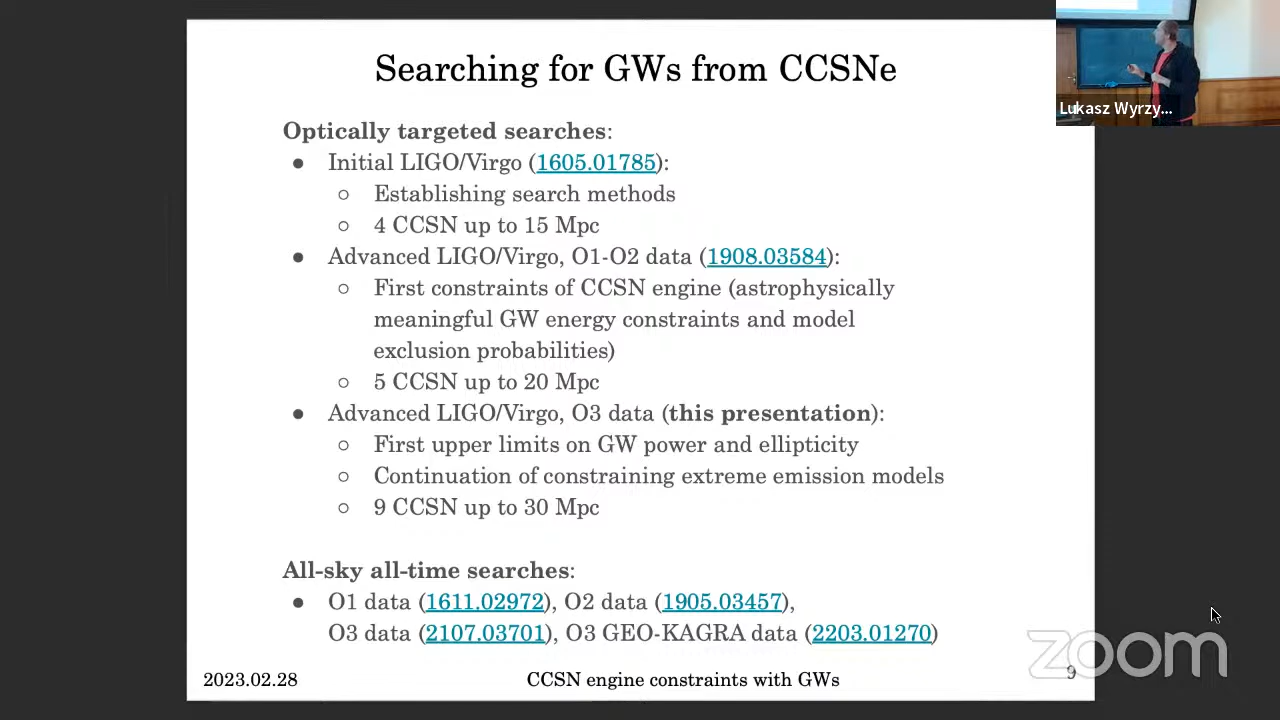 Searching for GWs from CCSNe
Lukasz Wyrzy...
Optically targeted searches:
● Initial LIGO/Virgo (1605.01785):
○ Establishing search methods
○ 4 CCSN up to 15 Mpc
● Advanced LIGO/Virgo, O1-O2 data (1908.03584):
○ First constraints of CCSN engine (astrophysically
meaningful GW energy constraints and model
exclusion probabilities)
○ 5 CCSN up to 20 Mpc
● Advanced LIGO/Virgo, O3 data (this presentation):
○ First upper limits on GW power and ellipticity
○ Continuation of constraining extreme emission models
○ 9 CCSN up to 30 Mpc
All-sky all-time searches:
● O1 data (1611.02972), O2 data (1905.03457),
O3 data (2107.03701), O3 GEO-KAGRA data (2203.01270)
zoom
2023.02.28
CCSN engine constraints with GWs
9